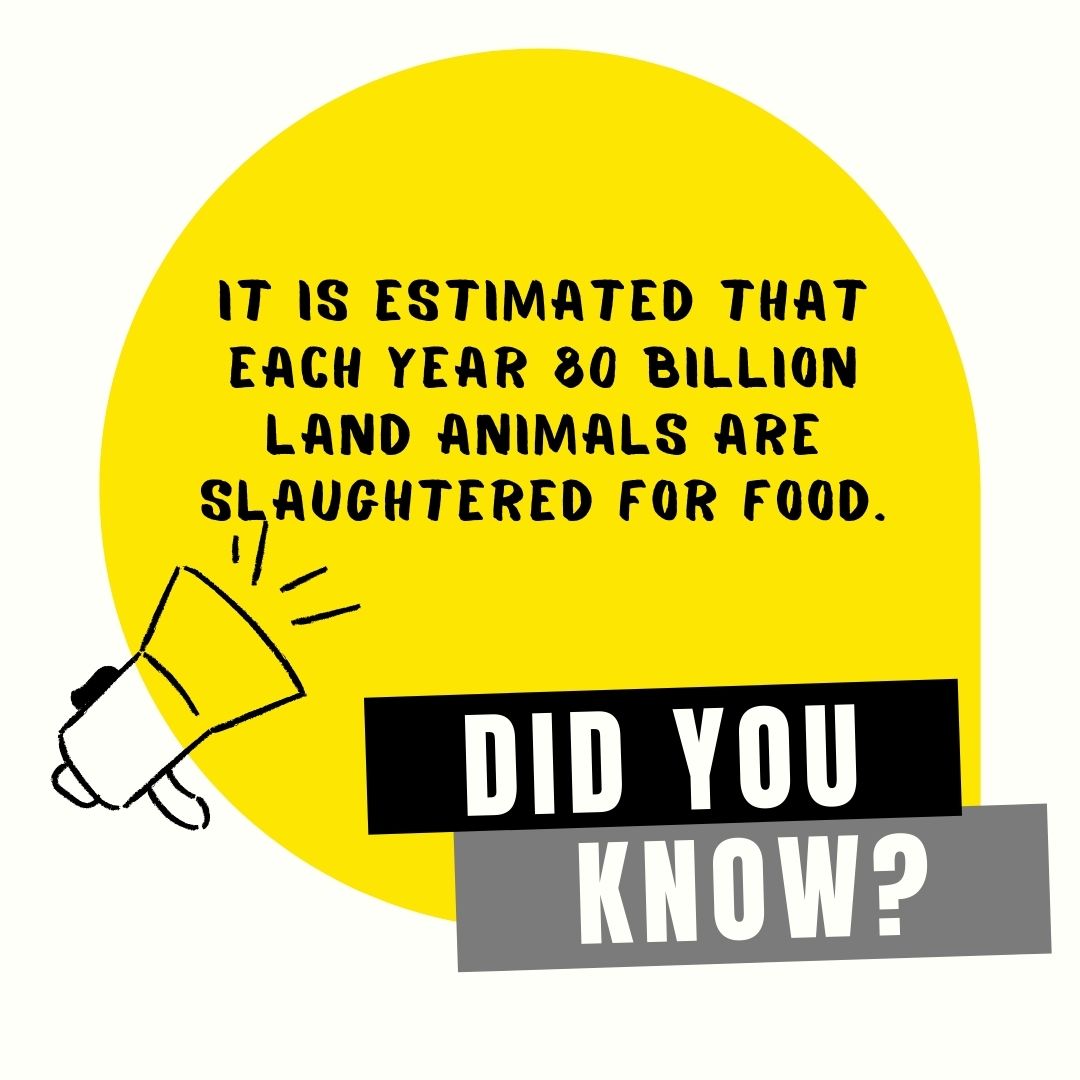 IT IS ESTIMATED THAT
EACH YEAR 80 BILLION
LAND ANIMALS ARE
SLAUGHTERED FOR FOOD.
DID YOU
KNOW?